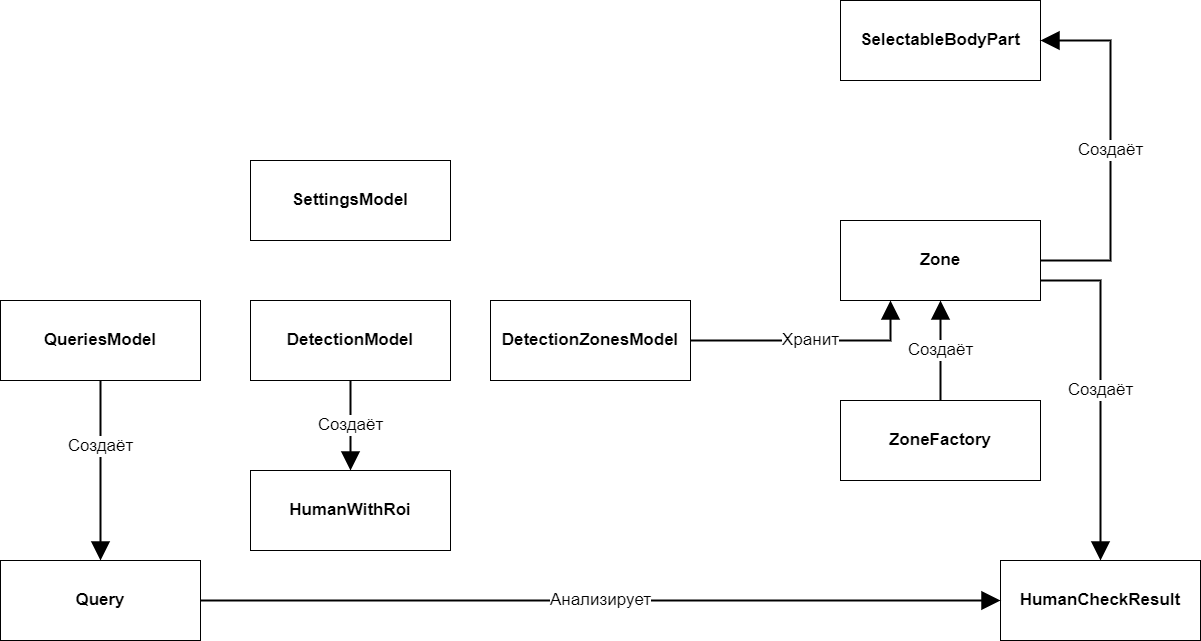 SelectableBodyPart
Создаёт
SettingsModel
Zone
QueriesModel
DetectionModel
DetectionZonesModel
Хранит
Создаёт
Создаёт
Создаёт
Создаёт
ZoneFactory
HumanWithRoi
Query
Анализирует
HumanCheckResult